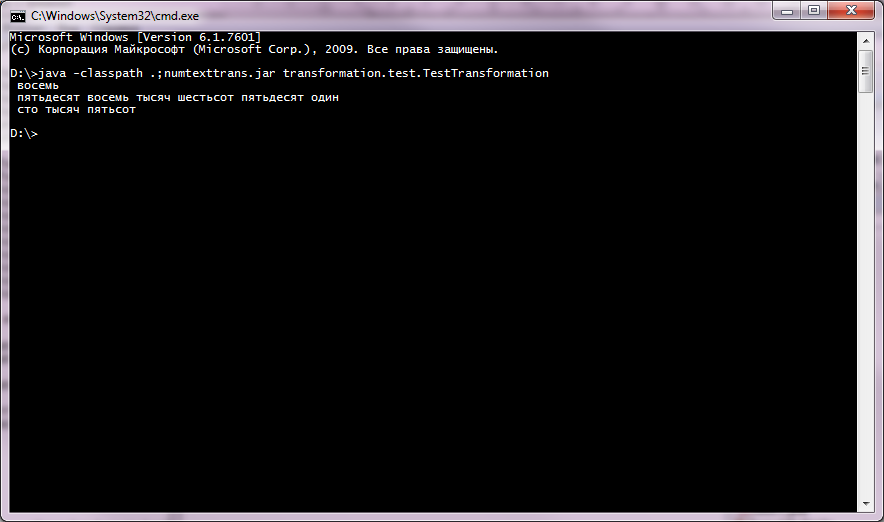 C:\Windows\System32\cmd.exe
Microsoft Windows [Version 6.1.7601]
(c) Корпорация Майкрософт (Microsoft Corp.), 2009. Все права защищены.
D:\>java -classpath .;numtexttrans.jar transformation.test.TestTransformation
восемь
пятьдесят восемь тысяч шестьсот пятьдесят один
сто тысяч пятьсот
D:\>